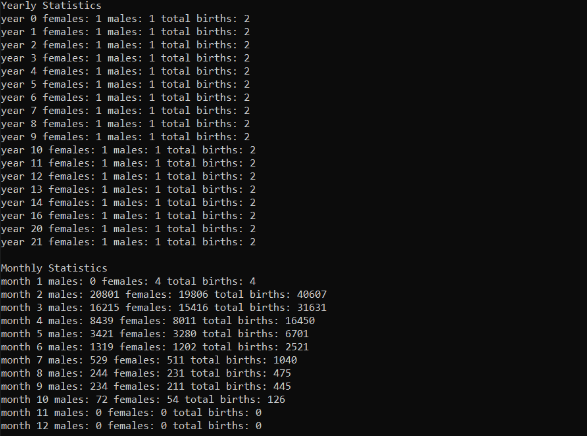 Yearly Statistics
year 0 females: 1 males: 1 total births: 2
year 1 females: 1 males: 1 total births: 2
year 2 females: 1 males: 1 total births: 2
year 3 females: 1 males: 1 total births: 2
year 4 females: 1 males: 1 total births: 2
year 5 females: 1 males: 1 total births: 2
year 6 females: 1 males: 1 total births: 2
year 7 females: 1 males: 1 total births: 2
year 8 females: 1 males: 1 total births: 2
year 9 females: 1 males: 1 total births: 2
year 10 females: 1 males: 1 total births: 2
year 11 females: 1 males: 1 total births: 2
year 12 females: 1 males: 1 total births: 2
year 13 females: 1 males: 1 total births: 2
year 14 females: 1 males: 1 total births: 2
year 16 females: 1 males: 1 total births: 2
year 20 females: 1 males: 1 total births: 2
year 21 females: 1 males: 1 total births: 2
Monthly Statistics
month 1 males: 0 females: 4 total births: 4
month 2 males: 20801 females: 19806 total births: 40607
month 3 males: 16215 females: 15416 total births: 31631
month 4 males: 8439 females: 8011 total births: 16450
month 5 males: 3421 females: 3280 total births: 6701
month 6 males: 1319 females: 1202 total births: 2521
month 7 males: 529 females: 511 total births: 1040
month 8 males: 244 females: 231 total births: 475
month 9 males: 234 females: 211 total births: 445
month 10 males: 72 females: 54 total births: 126
month 11 males: 0 females: 0 total births: 0
month 12 males: 0 females: 0 total births: 0